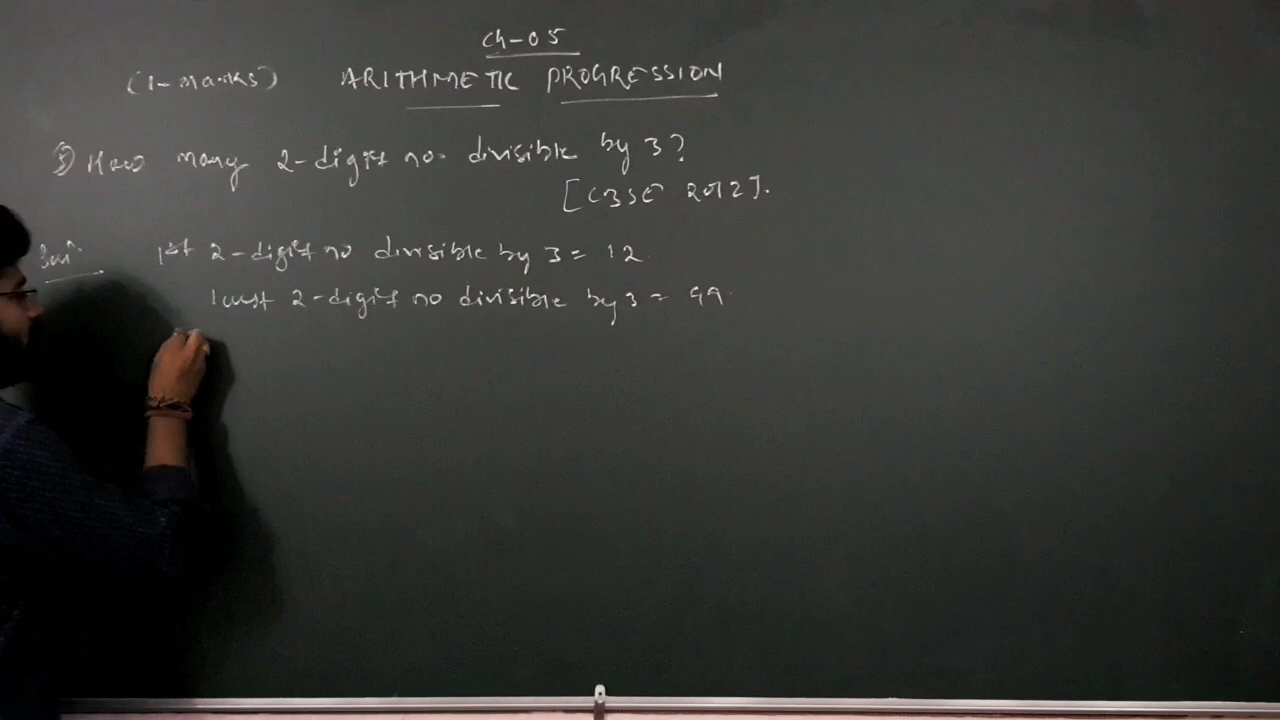 Ch-05
(1-marks) ARITHMETIC PROGRESSION
3) How many 2-digit no. divisible by 3?
[CBSE 2012].
Sol:
1st 2-digit no divisible by 3 = 12.
last 2-digit no divisible by 3 = 99.